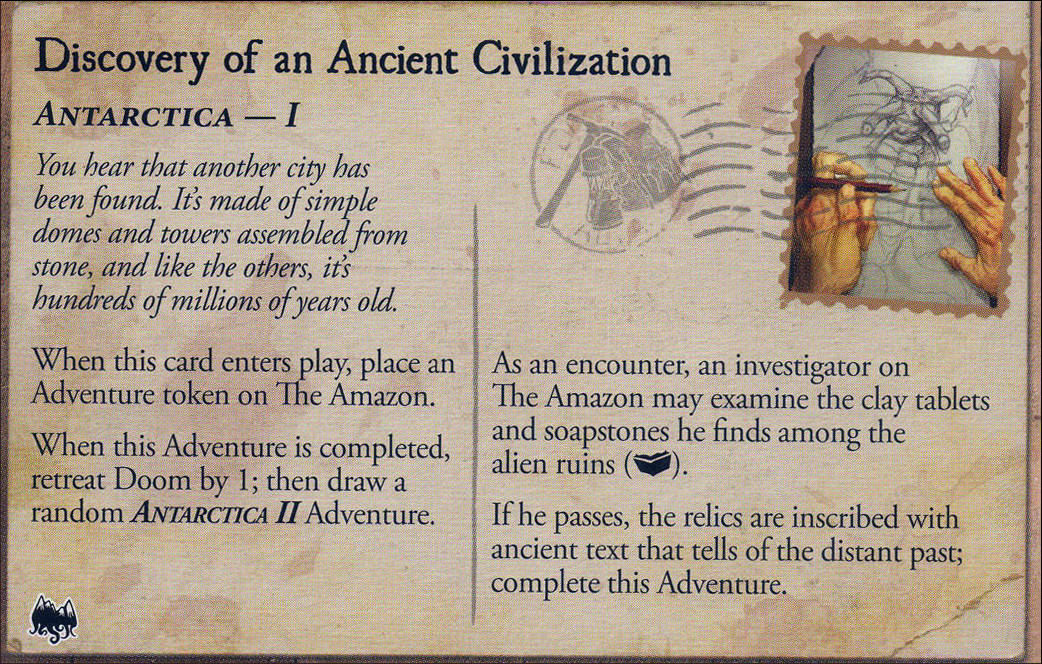 Discovery of an Ancient Civilization
ANTARCTICA — I
You hear that another city has
been found. It's made of simple
domes and towers assembled from
stone, and like the others, it's
hundreds of millions of years old.
When this card enters play, place an
Adventure token on The Amazon.
When this Adventure is completed,
retreat Doom by 1; then draw a
random ANTARCTICA II Adventure.
As an encounter, an investigator on
The Amazon may examine the clay tablets
and soapstones he finds among the
alien ruins ( ).
If he passes, the relics are inscribed with
ancient text that tells of the distant past;
complete this Adventure.